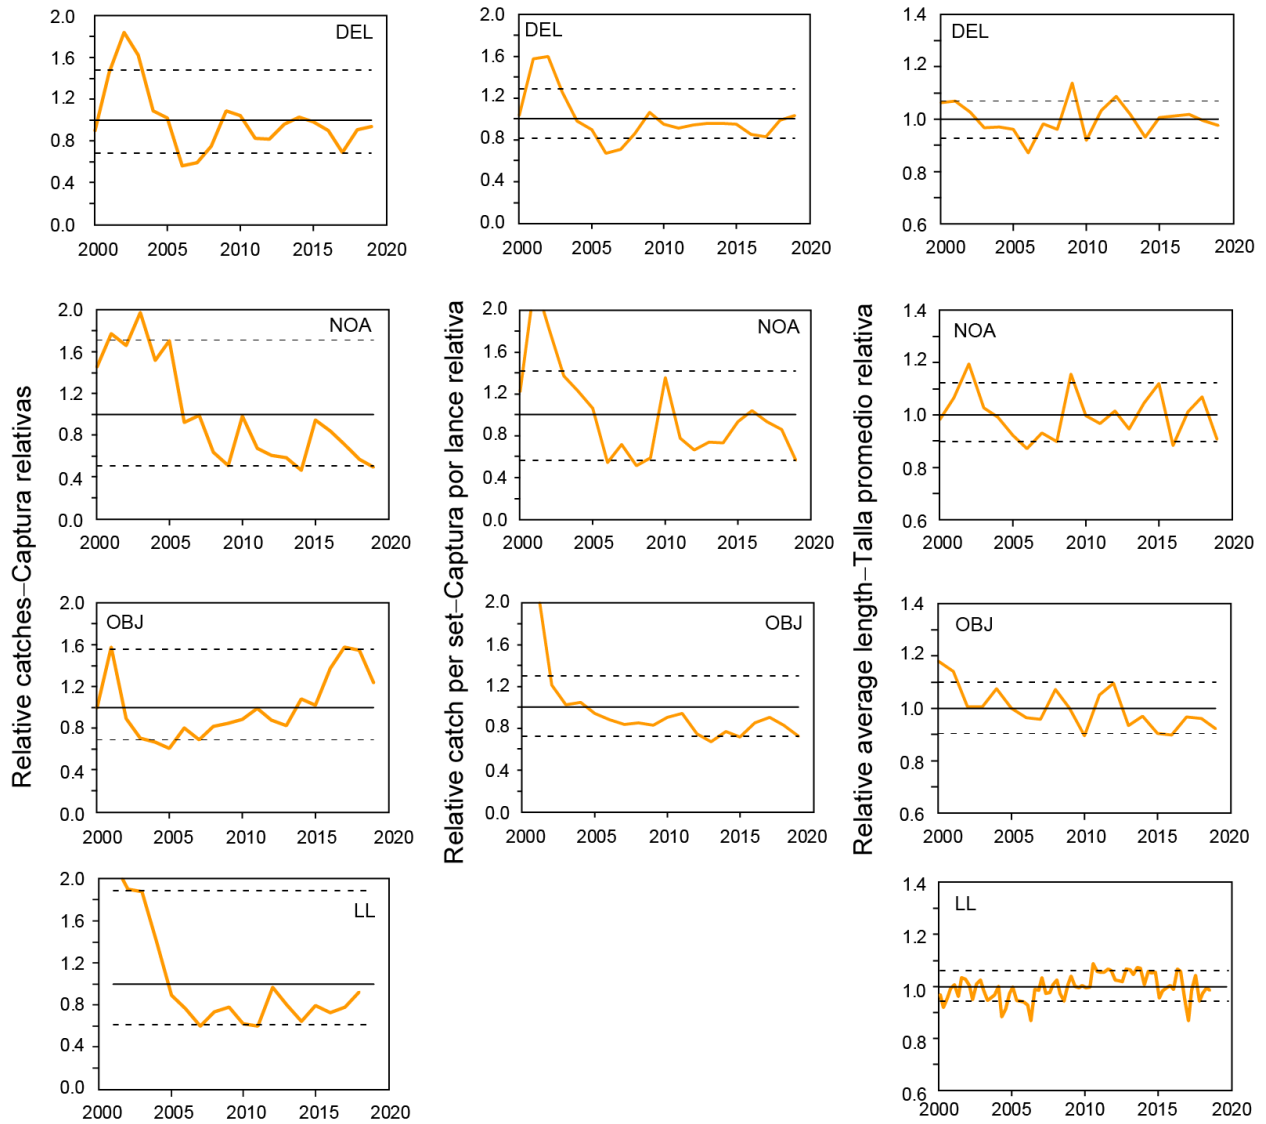 Relative catches–Captura relativas
2.0
1.6
1.2
0.8
0.4
0.0
DEL
2000 2005 2010 2015 2020
2.0
1.6
1.2
0.8
0.4
0.0
NOA
2000 2005 2010 2015 2020
2.0
1.6
1.2
0.8
0.4
0.0
OBJ
2000 2005 2010 2015 2020
2.0
1.6
1.2
0.8
0.4
0.0
LL
2000 2005 2010 2015 2020
Relative catch per set–Captura por lance relativa
2.0
1.6
1.2
0.8
0.4
0.0
DEL
2000 2005 2010 2015 2020
2.0
1.6
1.2
0.8
0.4
0.0
NOA
2000 2005 2010 2015 2020
2.0
1.6
1.2
0.8
0.4
0.0
OBJ
2000 2005 2010 2015 2020
Relative average length–Talla promedio relativa
1.4
1.2
1.0
0.8
0.6
DEL
2000 2005 2010 2015 2020
1.4
1.2
1.0
0.8
0.6
NOA
2000 2005 2010 2015 2020
1.4
1.2
1.0
0.8
0.6
OBJ
2000 2005 2010 2015 2020
1.4
1.2
1.0
0.8
0.6
LL
2000 2005 2010 2015 2020